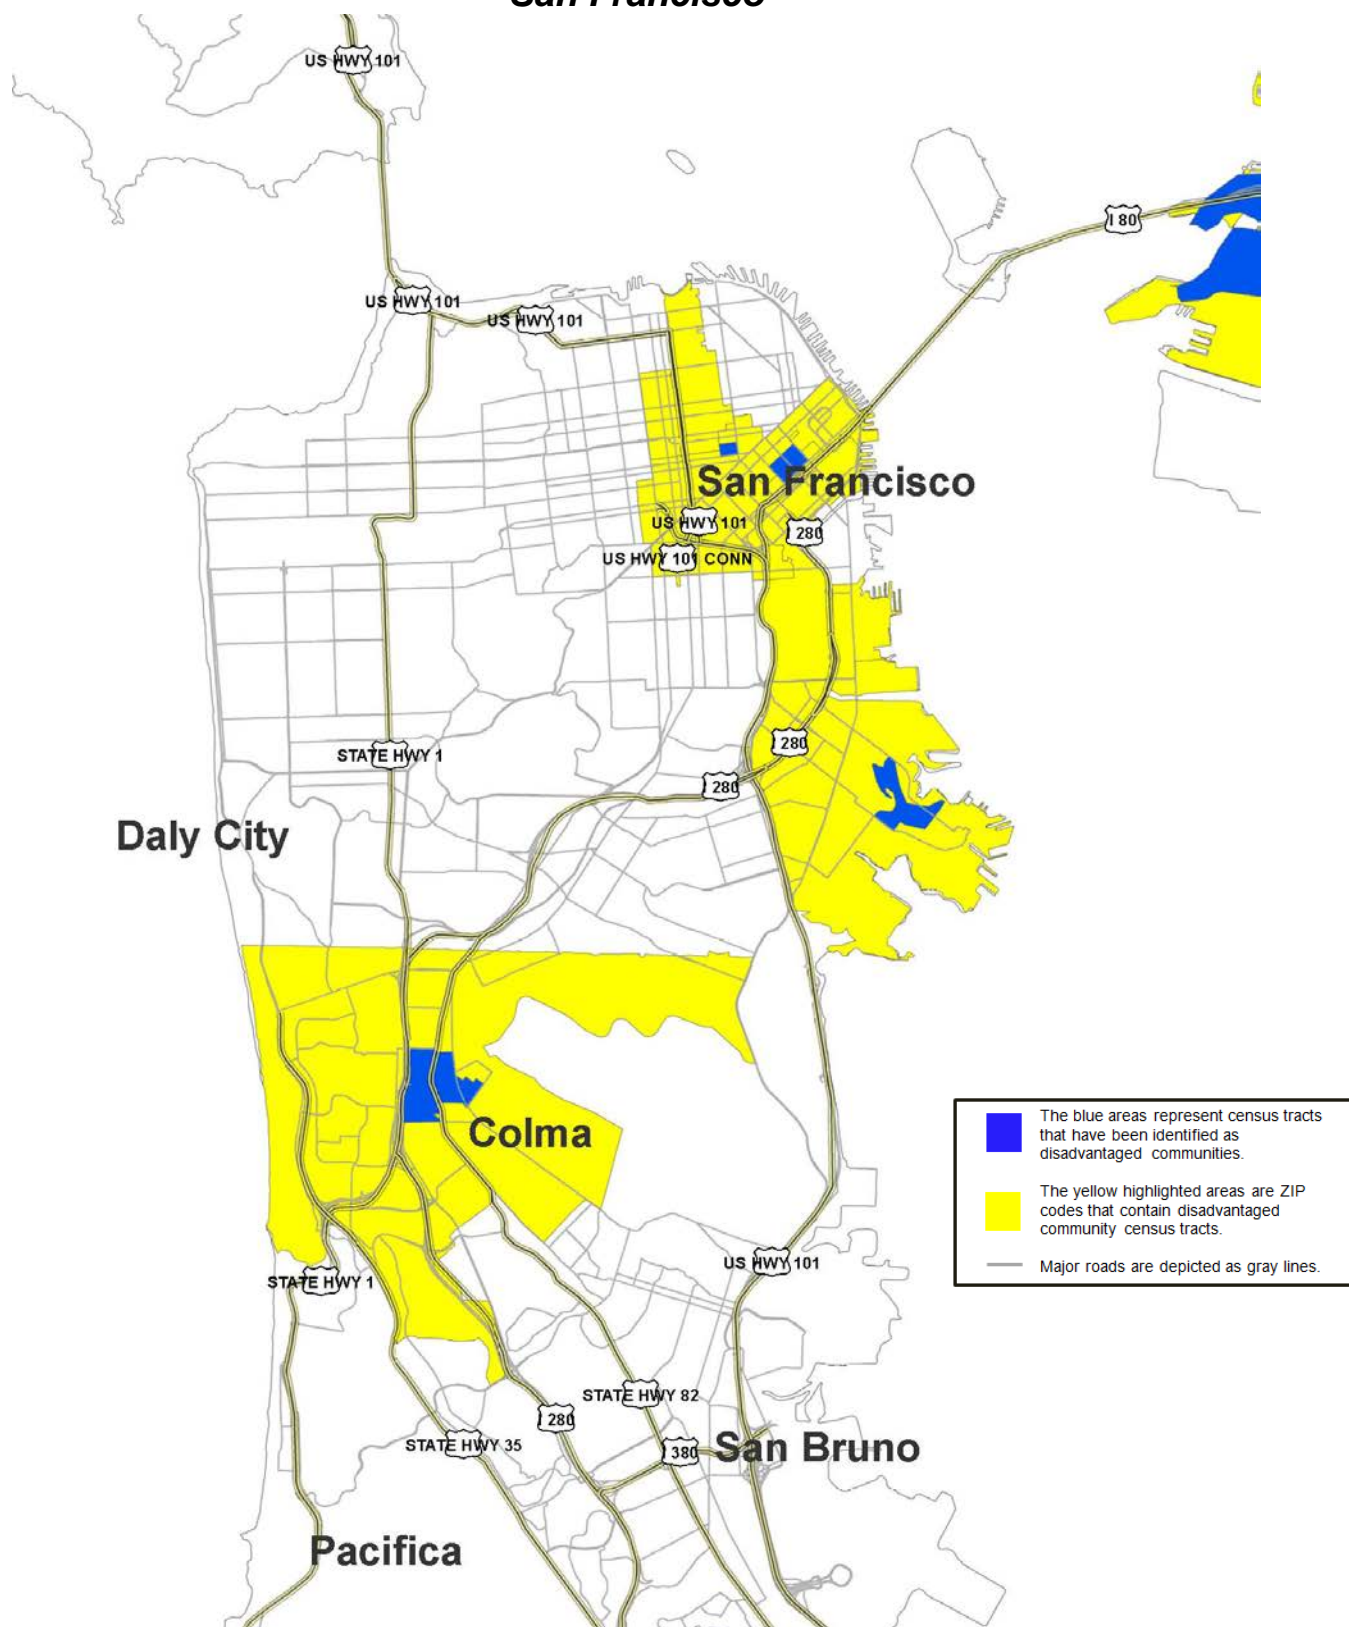 San Francisco
US HWY 101
I 80
US HWY 101
US HWY 101
San Francisco
US HWY 101
I 280
US HWY 101 CONN
I 280
STATE HWY 1
I 280
Daly City
The blue areas represent census tracts
that have been identified as
disadvantaged communities.
Colma
The yellow highlighted areas are ZIP
codes that contain disadvantaged
community census tracts.
US HWY 101
Major roads are depicted as gray lines.
STATE HWY 1
STATE HWY 82
I 280
STATE HWY 35
I 380
San Bruno
Pacifica